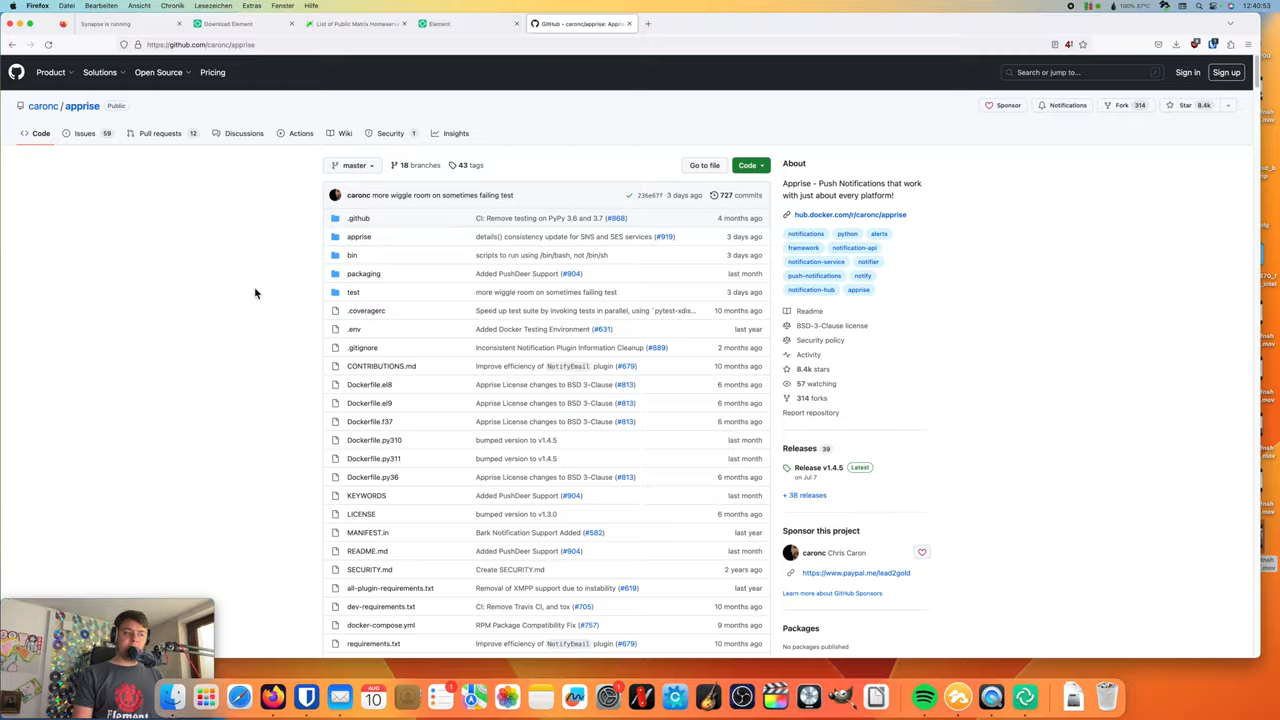 Firefox Datei Bearbeiten Ansicht Chronik Lesezeichen Extras Fenster Hilfe
100% 37°C 12:40:53
Synapse is running
Download Element
List of Public Matrix Homeserv
Element
GitHub - caronc/apprise: Appr
https://github.com/caronc/apprise
Product Solutions Open Source Pricing
Search or jump to... /
Sign in
Sign up
caronc / apprise Public
Sponsor Notifications Fork 314 Star 8.4k
Code Issues 59 Pull requests 12 Discussions Actions Wiki Security 1 Insights
master 18 branches 43 tags Go to file Code
caronc more wiggle room on sometimes failing test 236e67f 3 days ago 727 commits
.github CI: Remove testing on PyPy 3.6 and 3.7 (#868) 4 months ago
apprise details() consistency update for SNS and SES services (#919) 3 days ago
bin scripts to run using /bin/bash, not /bin/sh 3 days ago
packaging Added PushDeer Support (#904) last month
test more wiggle room on sometimes failing test 3 days ago
.coveragerc Speed up test suite by invoking tests in parallel, using `pytest-xdis... 10 months ago
.env Added Docker Testing Environment (#631) last year
.gitignore Inconsistent Notification Plugin Information Cleanup (#889) 2 months ago
CONTRIBUTIONS.md Improve efficiency of NotifyEmail plugin (#679) 10 months ago
Dockerfile.el8 Apprise License changes to BSD 3-Clause (#813) 6 months ago
Dockerfile.el9 Apprise License changes to BSD 3-Clause (#813) 6 months ago
Dockerfile.f37 Apprise License changes to BSD 3-Clause (#813) 6 months ago
Dockerfile.py310 bumped version to v1.4.5 last month
Dockerfile.py311 bumped version to v1.4.5 last month
Dockerfile.py36 Apprise License changes to BSD 3-Clause (#813) 6 months ago
KEYWORDS Added PushDeer Support (#904) last month
LICENSE bumped version to v1.3.0 6 months ago
MANIFEST.in Bark Notification Support Added (#582) last year
README.md Added PushDeer Support (#904) last month
SECURITY.md Create SECURITY.md 2 years ago
all-plugin-requirements.txt Removal of XMPP support due to instability (#619) last year
dev-requirements.txt CI: Remove Travis CI, and tox (#705) 10 months ago
docker-compose.yml RPM Package Compatibility Fix (#757) 9 months ago
requirements.txt Improve efficiency of NotifyEmail plugin (#679) 10 months ago
About
Apprise - Push Notifications that work
with just about every platform!
hub.docker.com/r/caronc/apprise
notifications python alerts
framework notification-api
notification-service notifier
push-notifications notify
notification-hub apprise
Readme
BSD-3-Clause license
Security policy
Activity
8.4k stars
57 watching
314 forks
Report repository
Releases 39
Release v1.4.5 Latest
on Jul 7
+ 38 releases
Sponsor this project
caronc Chris Caron
https://www.paypal.me/lead2gold
Learn more about GitHub Sponsors
Packages
No packages published
AUG
10
Element